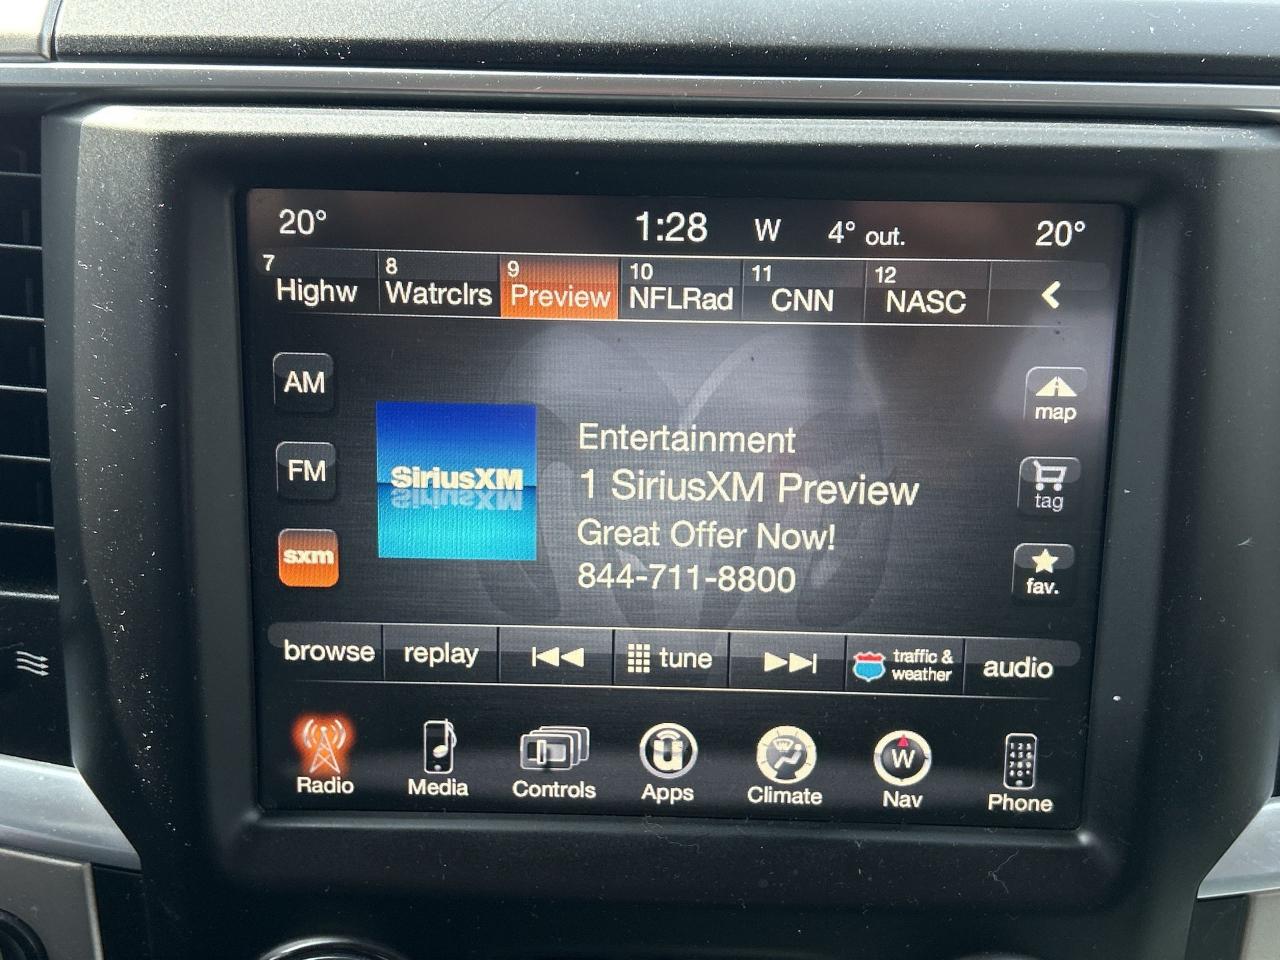 20° 1:28 W 4° out. 20°
7 8 9 10 11 12
Highw Watrclrs Preview NFLRad CNN NASC
AM
map
Entertainment
FM
SiriusXM
1 SiriusXM Preview
tag
Great Offer Now!
sxm
844-711-8800
fav.
browse replay tune traffic & weather audio
W
Radio Media Controls Apps Climate Nav Phone